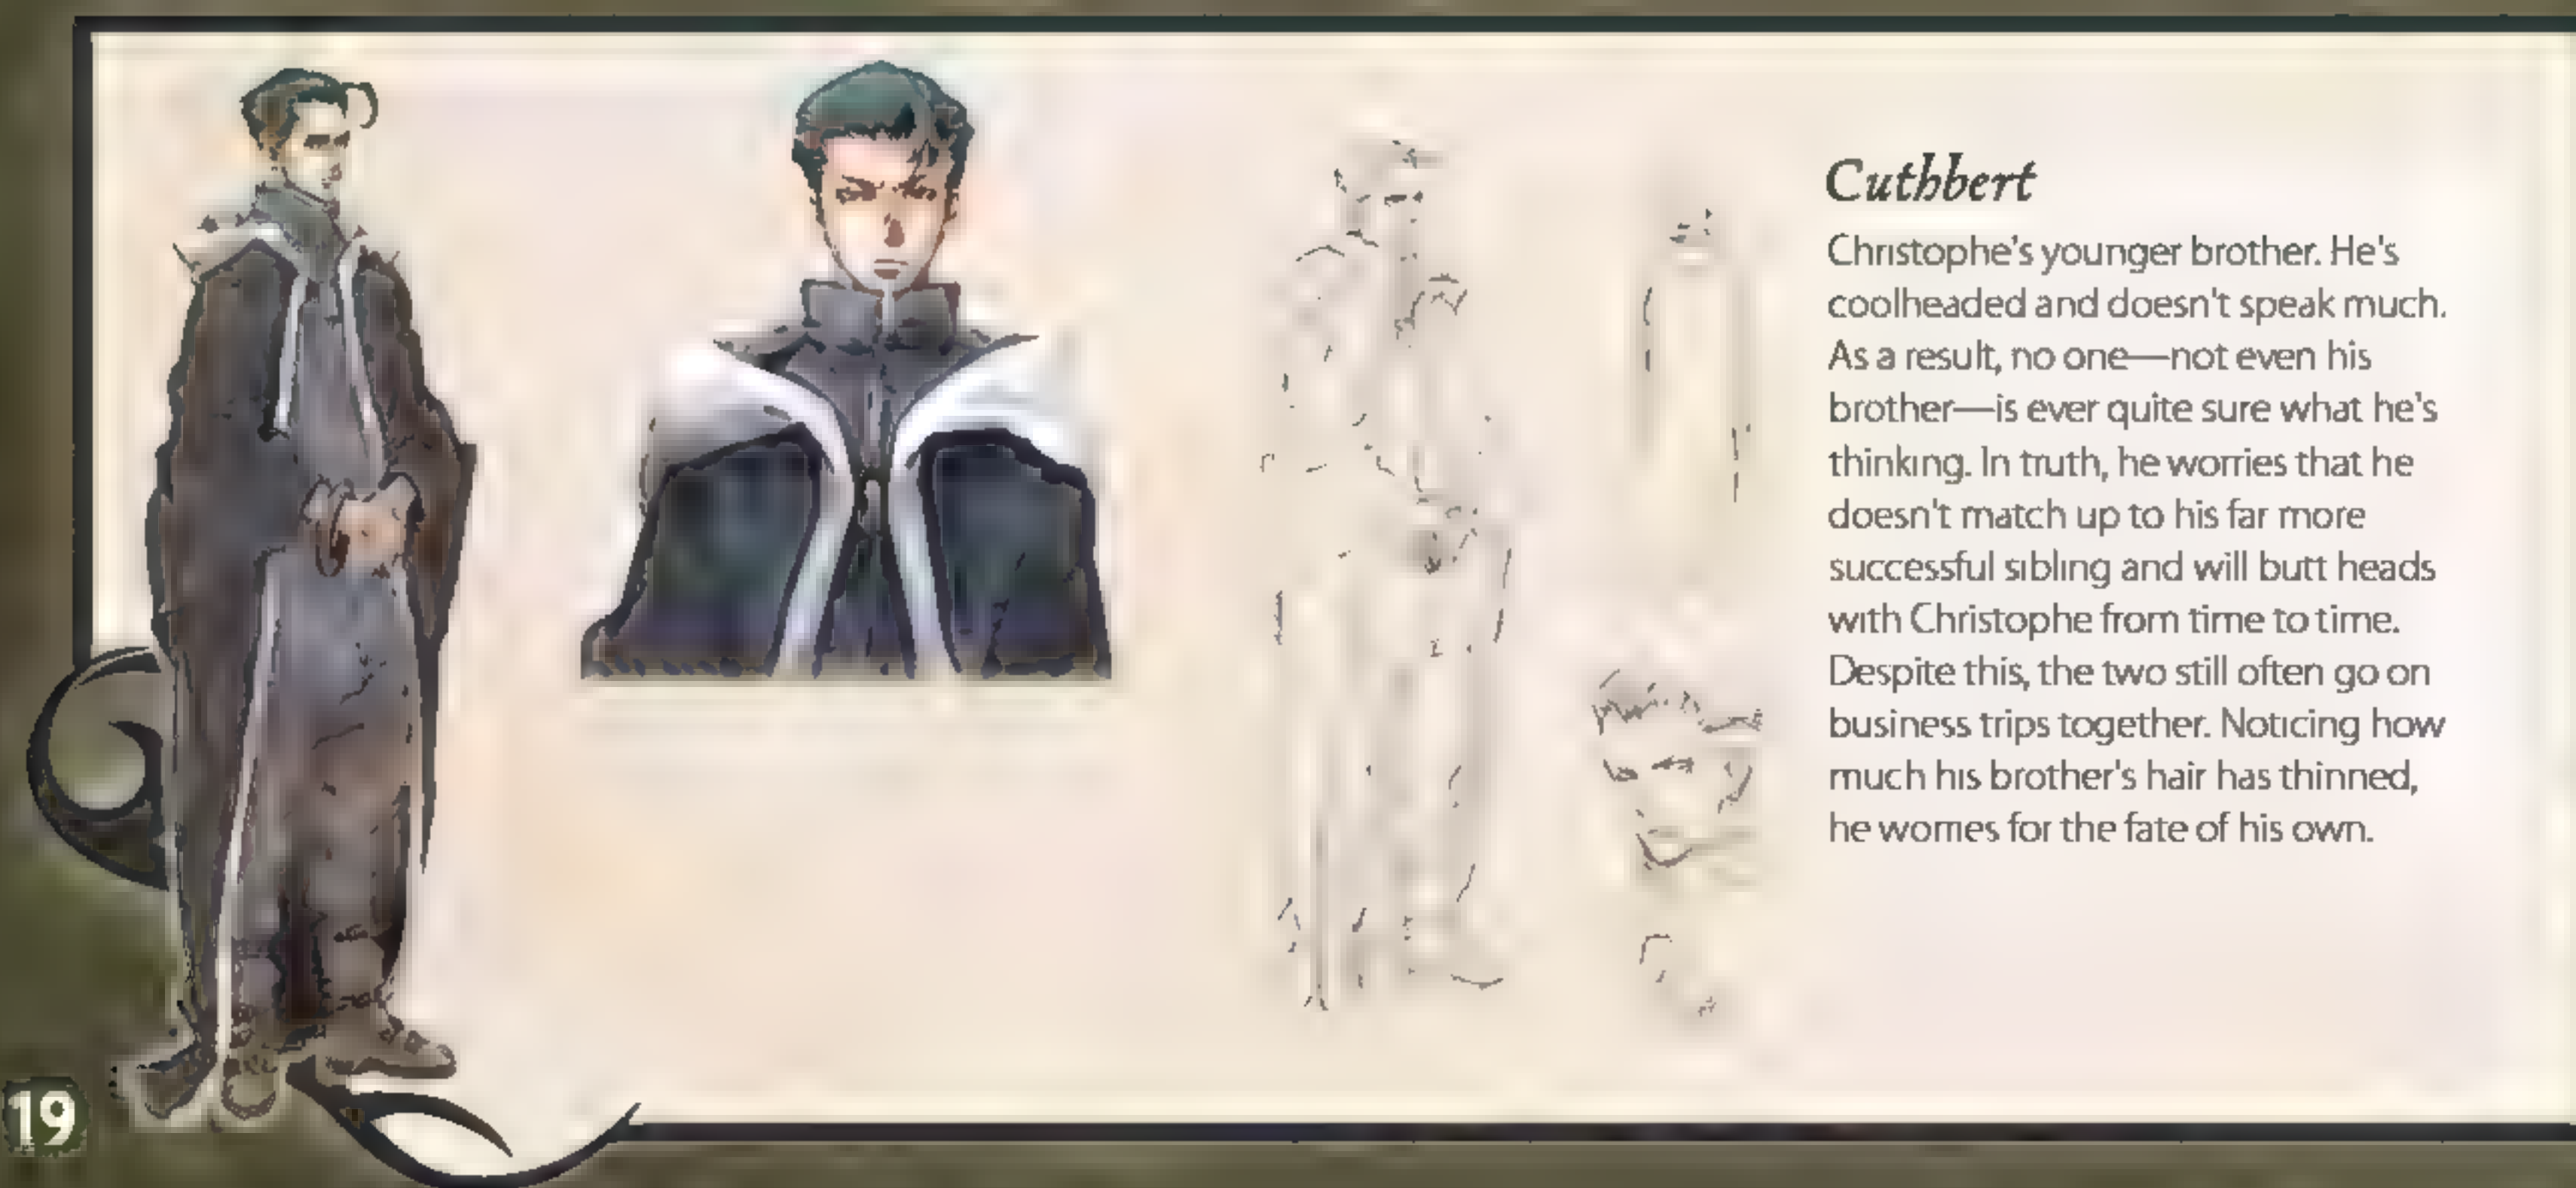 Cuthbert
Christophe's younger brother. He's
coolheaded and doesn't speak much.
As a result, no one—not even his
brother—is ever quite sure what he's
thinking. In truth, he worries that he
doesn't match up to his far more
successful sibling and will butt heads
with Christophe from time to time.
Despite this, the two still often go on
business trips together. Noticing how
much his brother's hair has thinned,
he worries for the fate of his own.
19